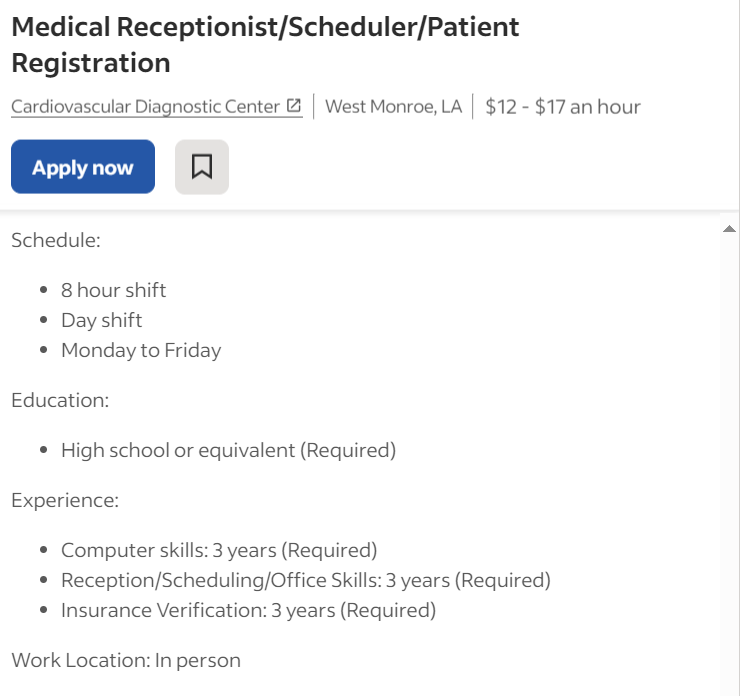 Medical Receptionist/Scheduler/Patient
Registration
Cardiovascular Diagnostic Center West Monroe, LA $12 - $17 an hour
Apply now
Schedule:
8 hour shift
Day shift
Monday to Friday
Education:
High school or equivalent (Required)
Experience:
Computer skills: 3 years (Required)
Reception/Scheduling/Office Skills: 3 years (Required)
Insurance Verification: 3 years (Required)
Work Location: In person